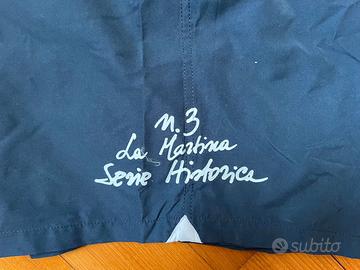 n.3
La Martina
Serie Historica
subito